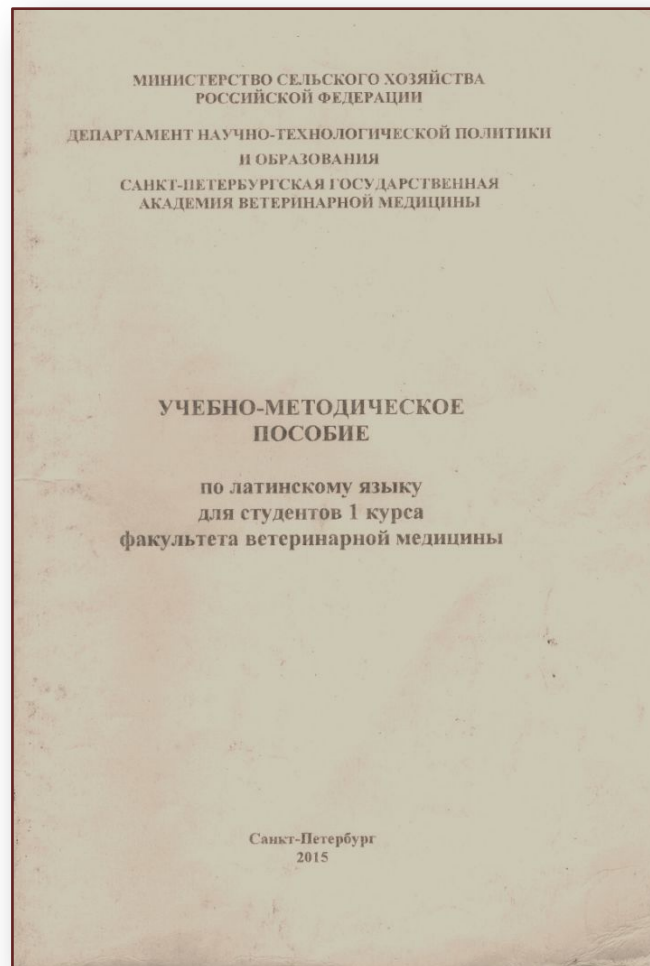 МИНИСТЕРСТВО СЕЛЬСКОГО ХОЗЯЙСТВА
РОССИЙСКОЙ ФЕДЕРАЦИИ
ДЕПАРТАМЕНТ НАУЧНО-ТЕХНОЛОГИЧЕСКОЙ ПОЛИТИКИ
И ОБРАЗОВАНИЯ
САНКТ-ПЕТЕРБУРГСКАЯ ГОСУДАРСТВЕННАЯ
АКАДЕМИЯ ВЕТЕРИНАРНОЙ МЕДИЦИНЫ
УЧЕБНО-МЕТОДИЧЕСКОЕ
ПОСОБИЕ
по латинскому языку
для студентов 1 курса
факультета ветеринарной медицины
Санкт-Петербург
2015